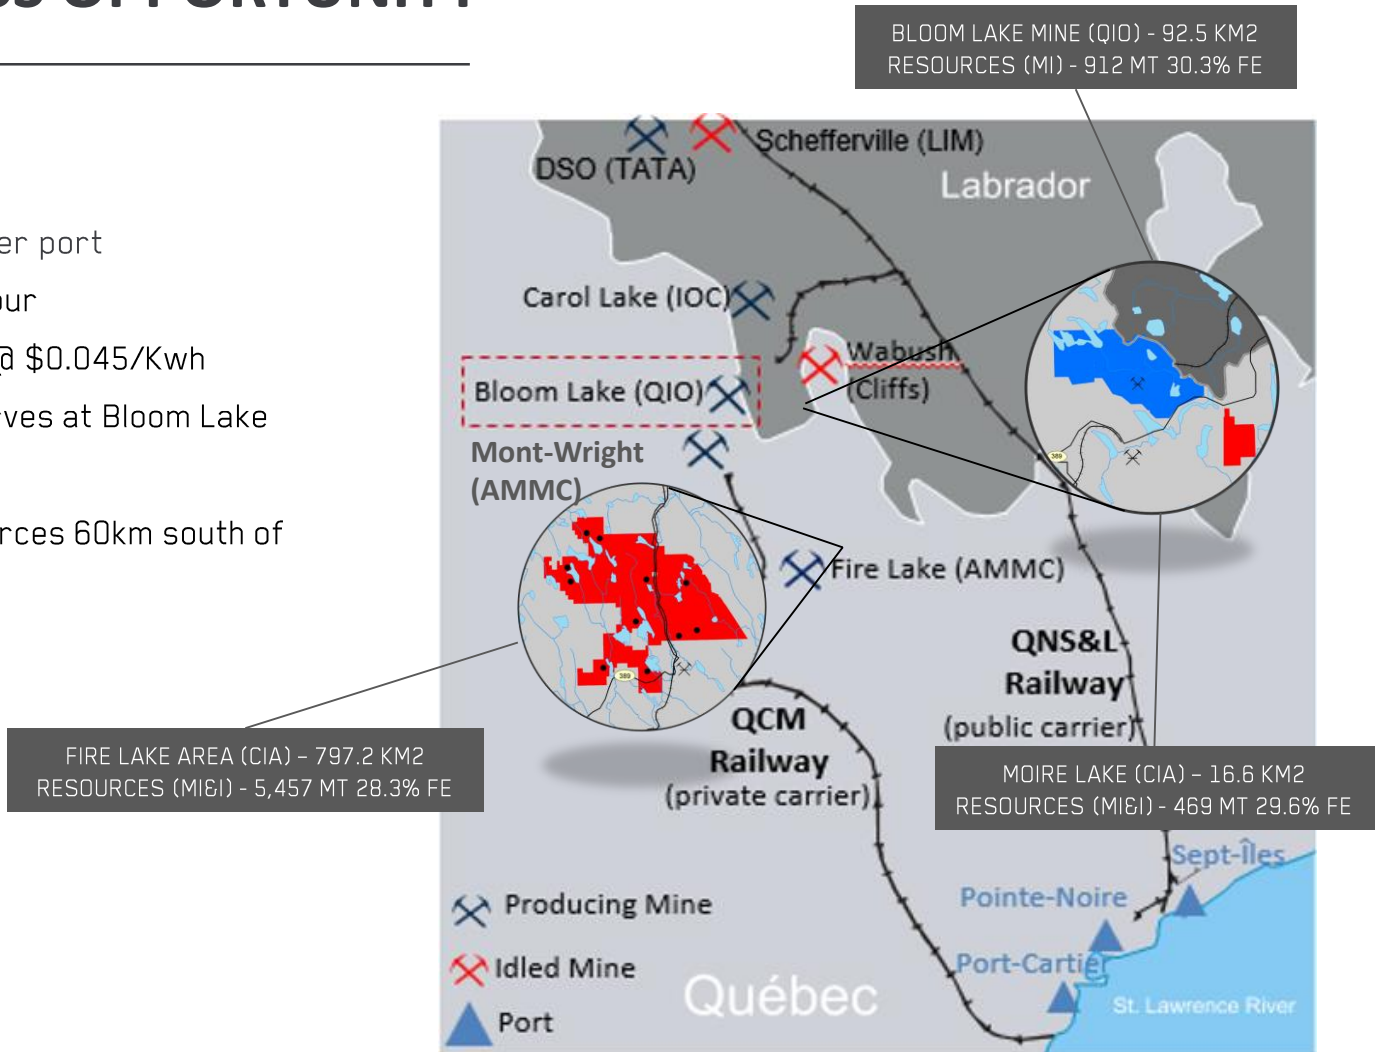 OPPORTUNITY
BLOOM LAKE MINE (QIO) - 92.5 KM2
RESOURCES (MI) - 912 MT 30.3% FE
er port
@ $0.045/Kwh
ves at Bloom Lake
rces 60km south of
Schefferville (LIM)
DSO (TATA)
Labrador
Carol Lake (IOC)
Wabush
(Cliffs)
Bloom Lake (QIO)
Mont-Wright
(AMMC)
389
Fire Lake (AMMC)
389
QNS&L
Railway
(public carrier)
QCM
Railway
(private carrier)
FIRE LAKE AREA (CIA) – 797.2 KM2
RESOURCES (MI&I) - 5,457 MT 28.3% FE
MOIRE LAKE (CIA) – 16.6 KM2
RESOURCES (MI&I) - 469 MT 29.6% FE
Sept-Îles
Pointe-Noire
Port-Cartier
Producing Mine
Idled Mine
Port
Québec
St. Lawrence River